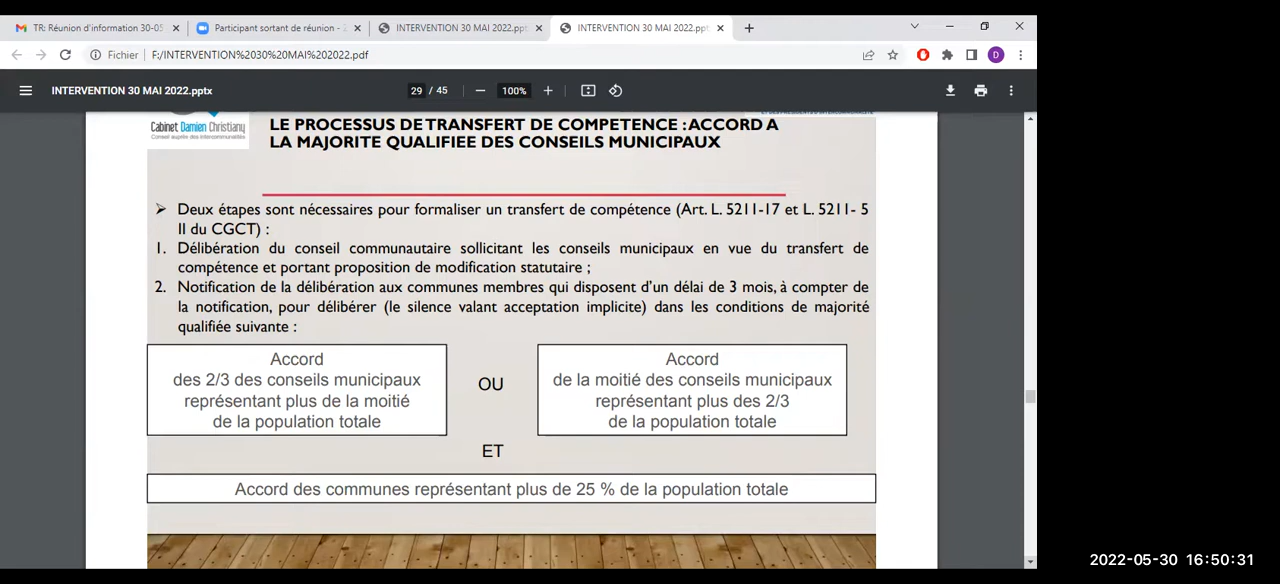 TR: Réunion d'information 30-05
Participant sortant de réunion - Z
INTERVENTION 30 MAI 2022.ppt
INTERVENTION 30 MAI 2022.ppt
Fichier
F:/INTERVENTION%2030%20MAI%202022.pdf
D
INTERVENTION 30 MAI 2022.pptx
29 / 45
100%
Cabinet Damien Christiany
Conseil auprès des intercommunalités
LE PROCESSUS DE TRANSFERT DE COMPETENCE : ACCORD A
LA MAJORITE QUALIFIEE DES CONSEILS MUNICIPAUX
Deux étapes sont nécessaires pour formaliser un transfert de compétence (Art. L. 5211-17 et L. 5211- 5
II du CGCT) :
1. Délibération du conseil communautaire sollicitant les conseils municipaux en vue du transfert de
compétence et portant proposition de modification statutaire ;
2. Notification de la délibération aux communes membres qui disposent d'un délai de 3 mois, à compter de
la notification, pour délibérer (le silence valant acceptation implicite) dans les conditions de majorité
qualifiée suivante :
Accord
des 2/3 des conseils municipaux
représentant plus de la moitié
de la population totale
OU
Accord
de la moitié des conseils municipaux
représentant plus des 2/3
de la population totale
ET
Accord des communes représentant plus de 25 % de la population totale
2022-05-30 16:50:31